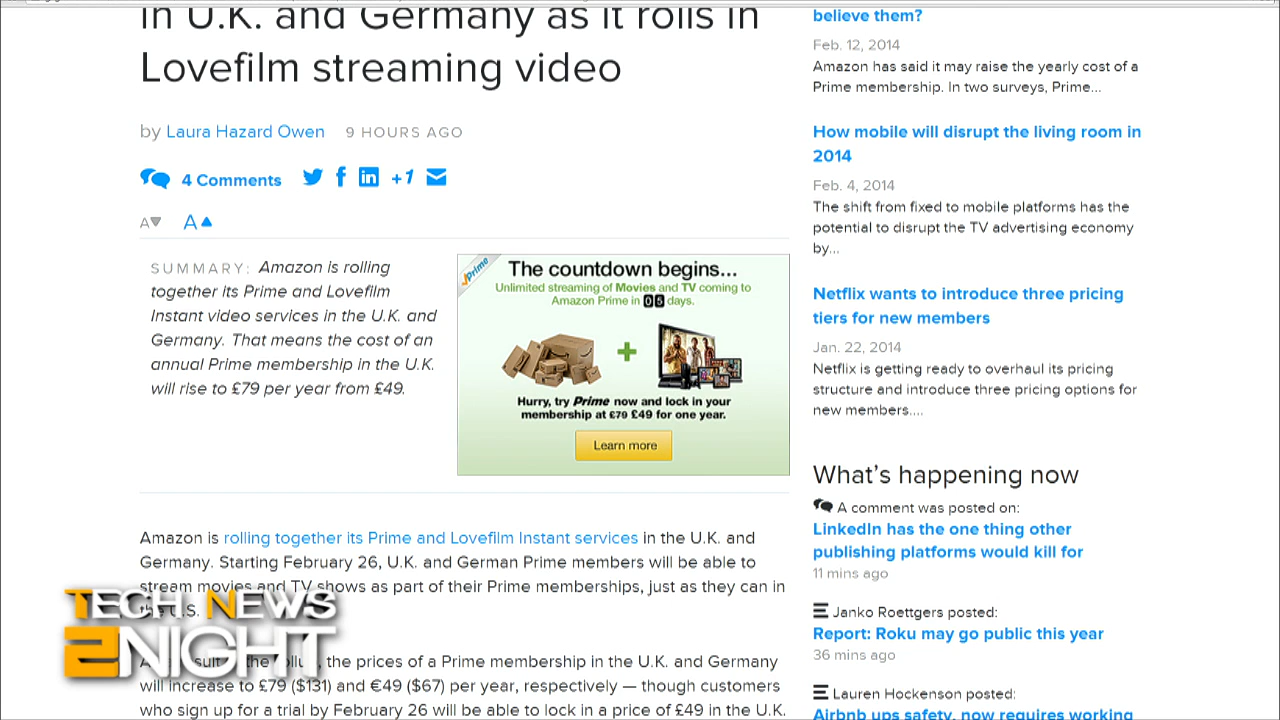 in U.K. and Germany as it rolls in
Lovefilm streaming video
by Laura Hazard Owen 9 HOURS AGO
4 Comments +1
A A
SUMMARY: Amazon is rolling
together its Prime and Lovefilm
Instant video services in the U.K. and
Germany. That means the cost of an
annual Prime membership in the U.K.
will rise to £79 per year from £49.
Prime
The countdown begins...
Unlimited streaming of Movies and TV coming to
Amazon Prime in 05 days.
Hurry, try Prime now and lock in your
membership at £79 £49 for one year.
Learn more
Amazon is rolling together its Prime and Lovefilm Instant services in the U.K. and
Germany. Starting February 26, U.K. and German Prime members will be able to
stream movies and TV shows as part of their Prime memberships, just as they can in
the U.S.
the prices of a Prime membership in the U.K. and Germany
will increase to £79 ($131) and €49 ($67) per year, respectively — though customers
who sign up for a trial by February 26 will be able to lock in a price of £49 in the U.K.
believe them?
Feb. 12, 2014
Amazon has said it may raise the yearly cost of a
Prime membership. In two surveys, Prime...
How mobile will disrupt the living room in
2014
Feb. 4, 2014
The shift from fixed to mobile platforms has the
potential to disrupt the TV advertising economy
by...
Netflix wants to introduce three pricing
tiers for new members
Jan. 22, 2014
Netflix is getting ready to overhaul its pricing
structure and introduce three pricing options for
new members....
What's happening now
A comment was posted on:
LinkedIn has the one thing other
publishing platforms would kill for
11 mins ago
Janko Roettgers posted:
Report: Roku may go public this year
36 mins ago
Lauren Hockenson posted:
Airbnb ups safety, now requires working
TECH NEWS
2NIGHT